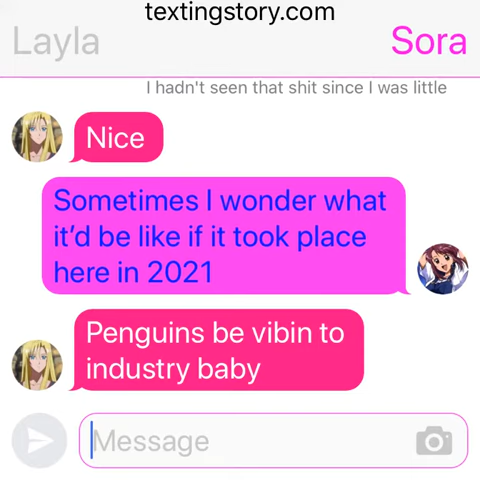 textingstory.com
Layla
Sora
I hadn't seen that shit since I was little
Nice
Sometimes I wonder what
it’d be like if it took place
here in 2021
Penguins be vibin to
industry baby
Message